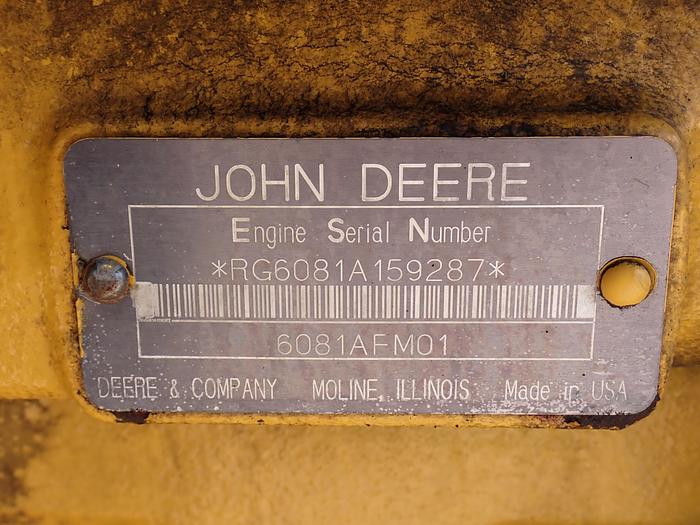 JOHN DEERE
Engine Serial Number
*RG6081A159287*
6081AFM01
DEERE & COMPANY MOLINE, ILLINOIS Made in USA